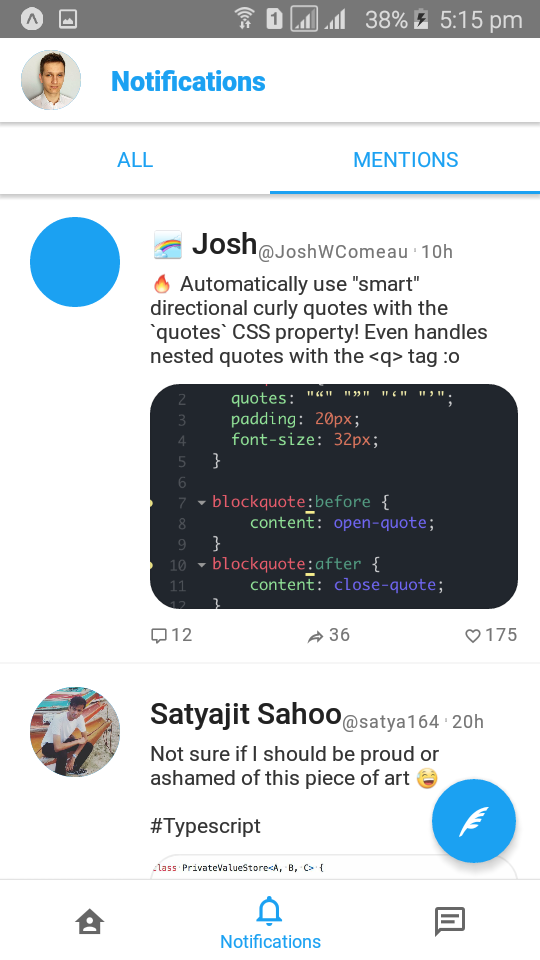 1 38% 5:15 pm
Notifications
ALL MENTIONS
Josh @JoshWComeau · 10h
🔥 Automatically use "smart"
directional curly quotes with the
`quotes` CSS property! Even handles
nested quotes with the <q> tag :o
2 quotes: "“" "”" "‘" "’";
3 padding: 20px;
4 font-size: 32px;
5 }
6
7 blockquote:before {
8 content: open-quote;
9 }
10 blockquote:after {
11 content: close-quote;
12 }
12 36 175
Satyajit Sahoo @satya164 · 20h
Not sure if I should be proud or
ashamed of this piece of art 😅
#Typescript
class PrivateValueStore<A, B, C> {
Notifications